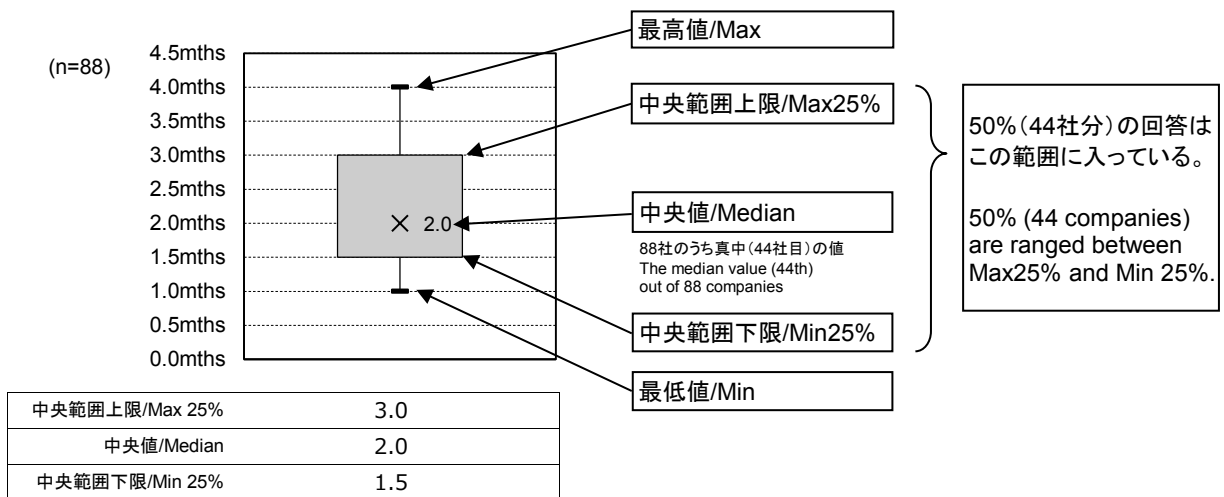 (n=88)
4.5mths
4.0mths
3.5mths
3.0mths
2.5mths
2.0mths
1.5mths
1.0mths
0.5mths
0.0mths
2.0
最高値/Max
中央範囲上限/Max25%
中央値/Median
88社のうち真中（44社目）の値
The median value (44th)
out of 88 companies
中央範囲下限/Min25%
最低値/Min
50%（44社分）の回答は
この範囲に入っている。
50% (44 companies)
are ranged between
Max25% and Min 25%.
中央範囲上限/Max 25% 3.0
中央値/Median 2.0
中央範囲下限/Min 25% 1.5